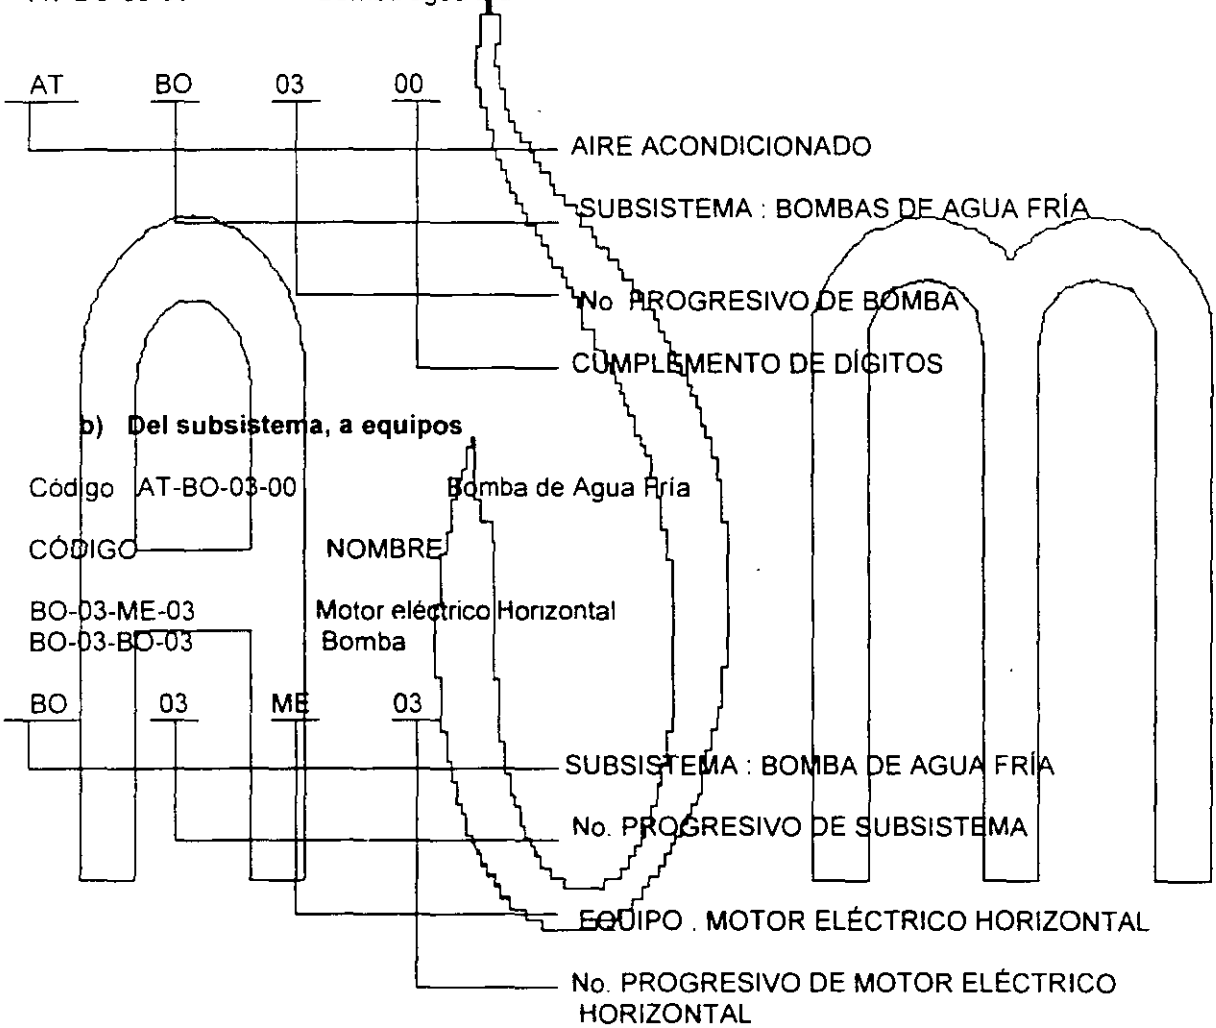 AT BO 03 00
AIRE ACONDICIONADO
SUBSISTEMA : BOMBAS DE AGUA FRÍA
No PROGRESIVO DE BOMBA
CUMPLEMENTO DE DÍGITOS
b) Del subsistema, a equipos
Código AT-BO-03-00 Bomba de Agua Fria
CÓDIGO NOMBRE
BO-03-ME-03 Motor eléctrico Horizontal
BO-03-BO-03 Bomba
BO 03 ME 03
SUBSISTEMA : BOMBA DE AGUA FRÍA
No. PROGRESIVO DE SUBSISTEMA
EQUIPO . MOTOR ELÉCTRICO HORIZONTAL
No. PROGRESIVO DE MOTOR ELÉCTRICO
HORIZONTAL